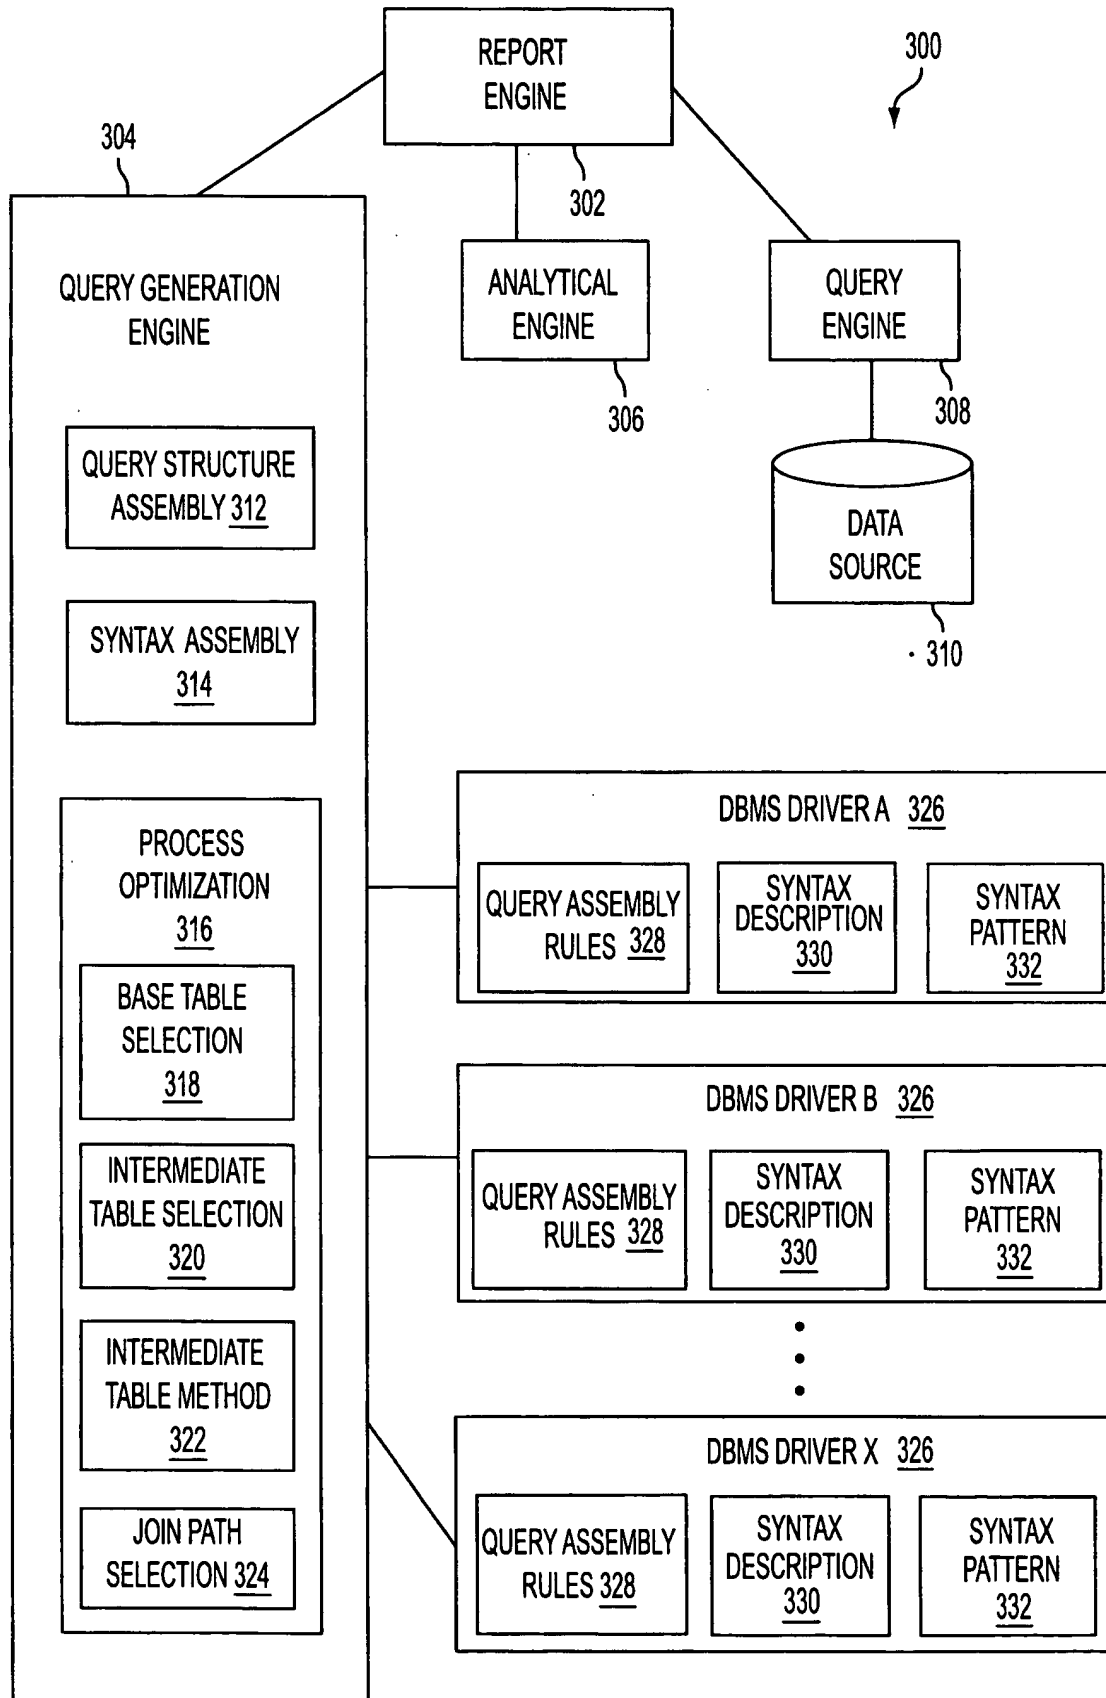 REPORT
ENGINE
300
302
304
QUERY GENERATION
ENGINE
ANALYTICAL
ENGINE
306
QUERY
ENGINE
308
DATA
SOURCE
310
QUERY STRUCTURE
ASSEMBLY 312
SYNTAX ASSEMBLY
314
PROCESS
OPTIMIZATION
316
BASE TABLE
SELECTION
318
INTERMEDIATE
TABLE SELECTION
320
INTERMEDIATE
TABLE METHOD
322
JOIN PATH
SELECTION 324
DBMS DRIVER A 326
QUERY ASSEMBLY
RULES 328
SYNTAX
DESCRIPTION
330
SYNTAX
PATTERN
332
DBMS DRIVER B 326
QUERY ASSEMBLY
RULES 328
SYNTAX
DESCRIPTION
330
SYNTAX
PATTERN
332
DBMS DRIVER X 326
QUERY ASSEMBLY
RULES 328
SYNTAX
DESCRIPTION
330
SYNTAX
PATTERN
332